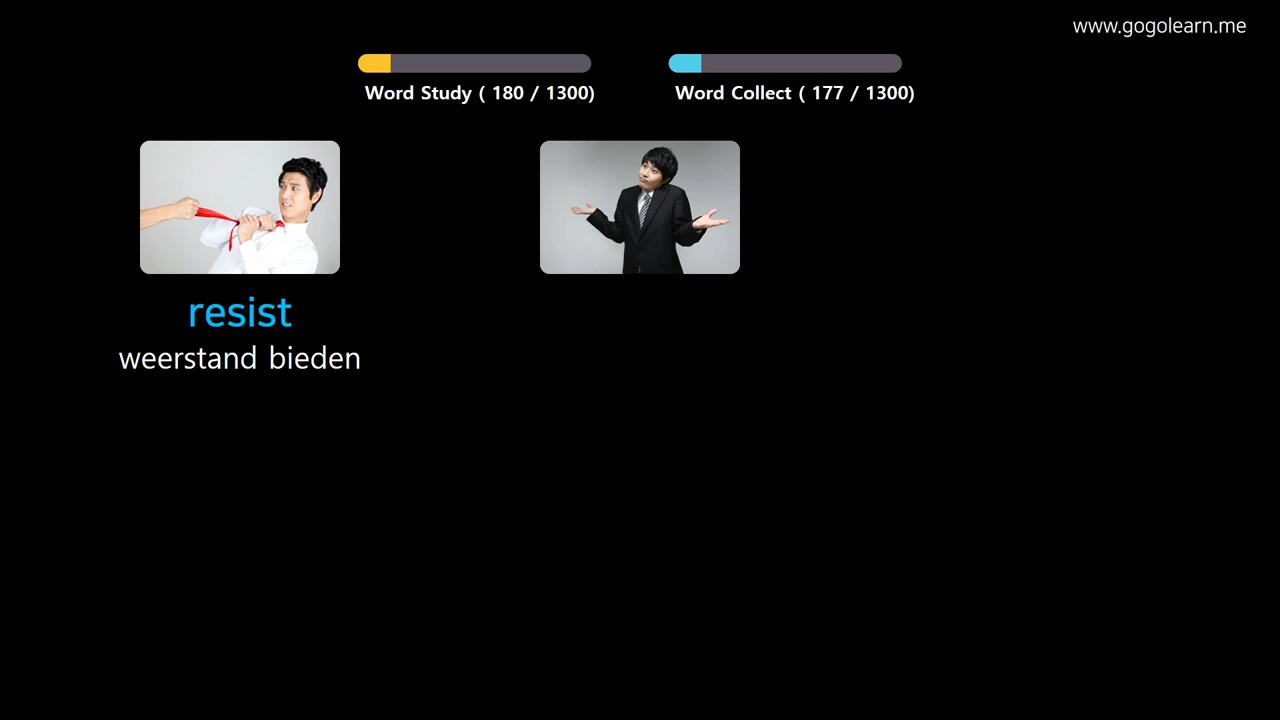 www.gogolearn.me
Word Study ( 180 / 1300)
Word Collect ( 177 / 1300)
resist
weerstand bieden